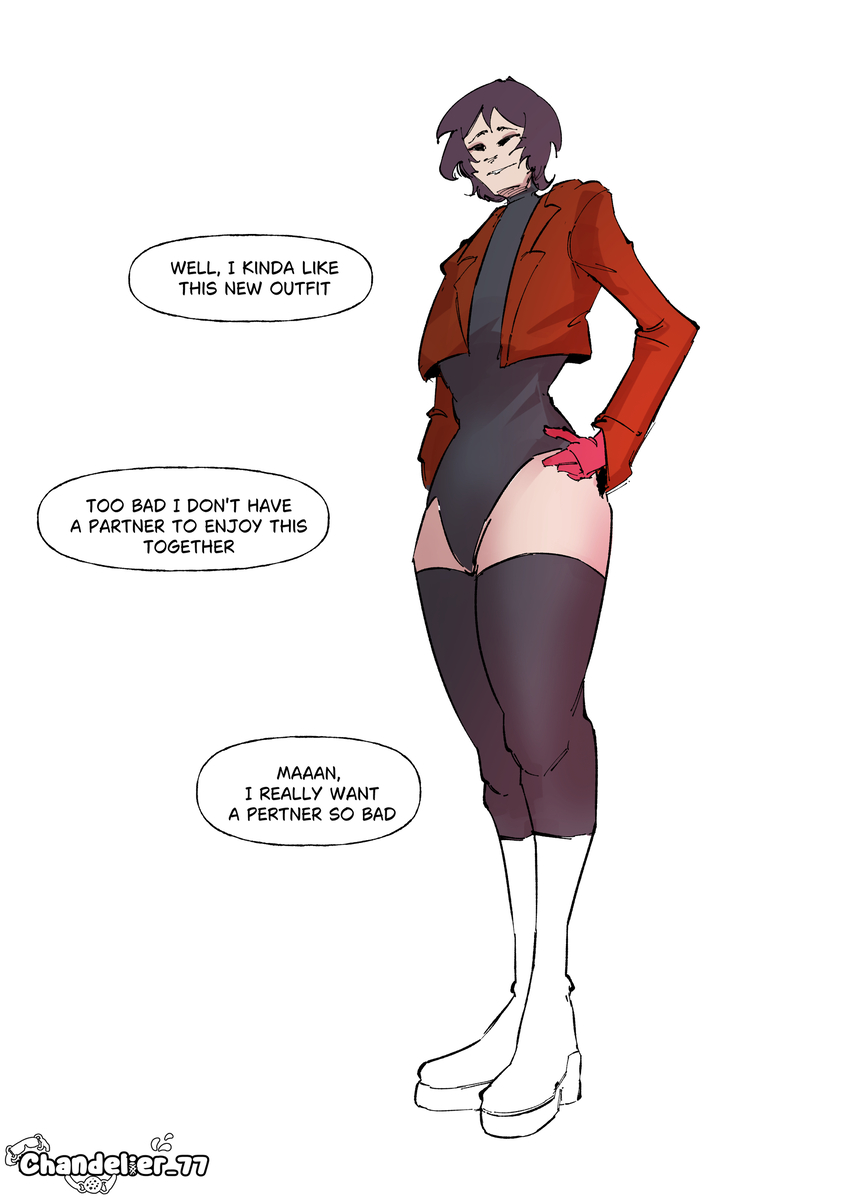 WELL, I KINDA LIKE
THIS NEW OUTFIT
TOO BAD I DON'T HAVE
A PARTNER TO ENJOY THIS
TOGETHER
MAAAN,
I REALLY WANT
A PERTNER SO BAD
Chandelier_77